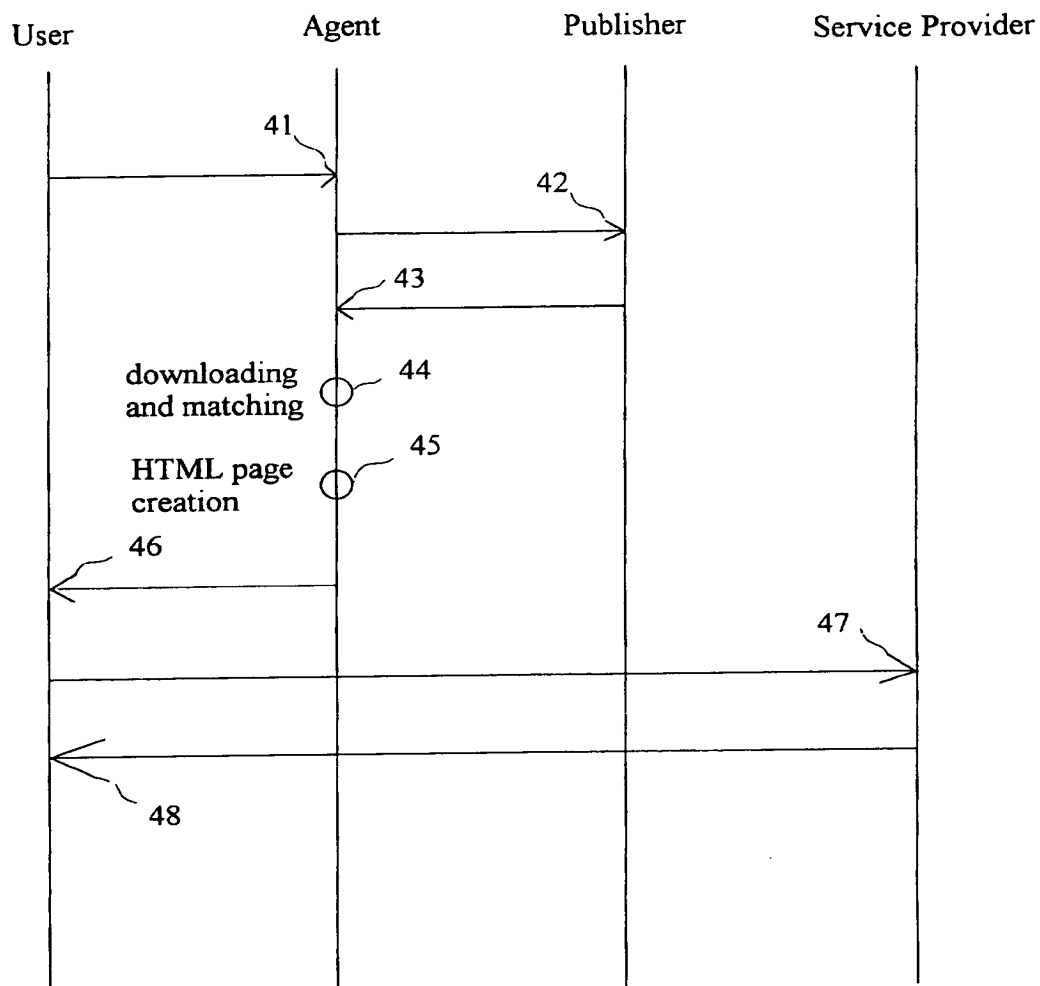 User
Agent
Publisher
Service Provider
41
42
43
downloading
and matching
44
HTML page
creation
45
46
47
48